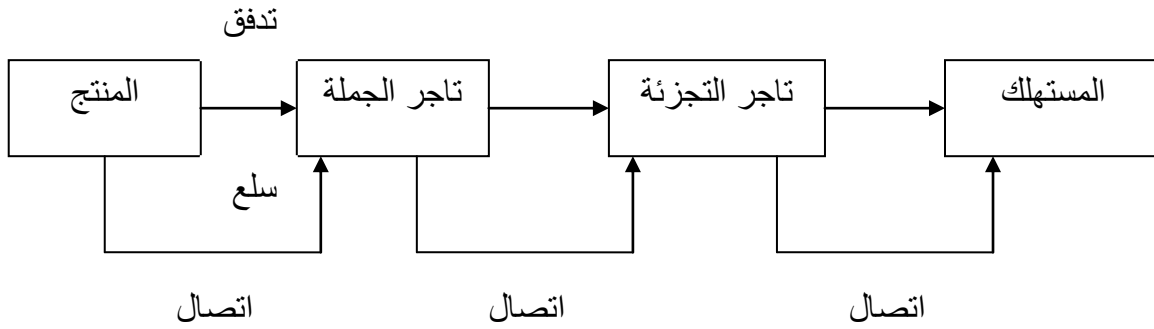 تدفق
المنتج
تاجر الجملة
تاجر التجزئة
المستهلك
سلع
اتصال
اتصال
اتصال